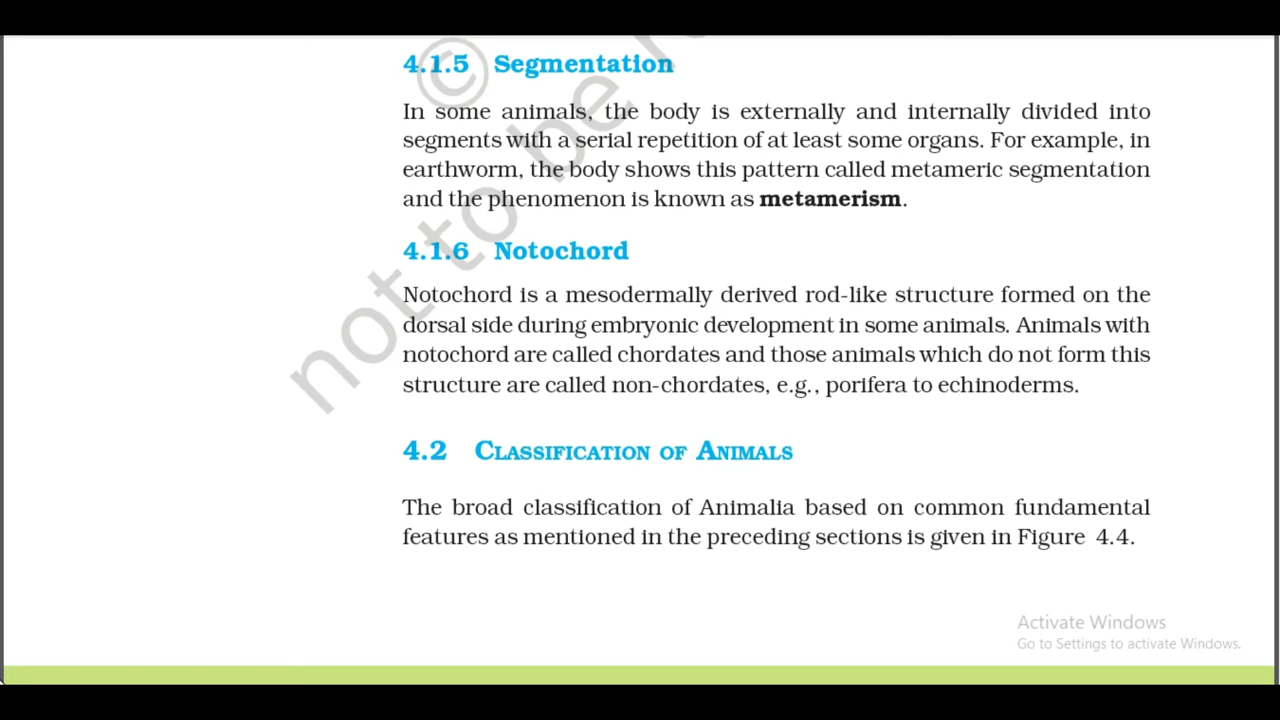 4.1.5 Segmentation
In some animals, the body is externally and internally divided into
segments with a serial repetition of at least some organs. For example, in
earthworm, the body shows this pattern called metameric segmentation
and the phenomenon is known as metamerism.
4.1.6 Notochord
Notochord is a mesodermally derived rod-like structure formed on the
dorsal side during embryonic development in some animals. Animals with
notochord are called chordates and those animals which do not form this
structure are called non-chordates, e.g., porifera to echinoderms.
4.2 CLASSIFICATION OF ANIMALS
The broad classification of Animalia based on common fundamental
features as mentioned in the preceding sections is given in Figure 4.4.
©
not to be
Activate Windows
Go to Settings to activate Windows.